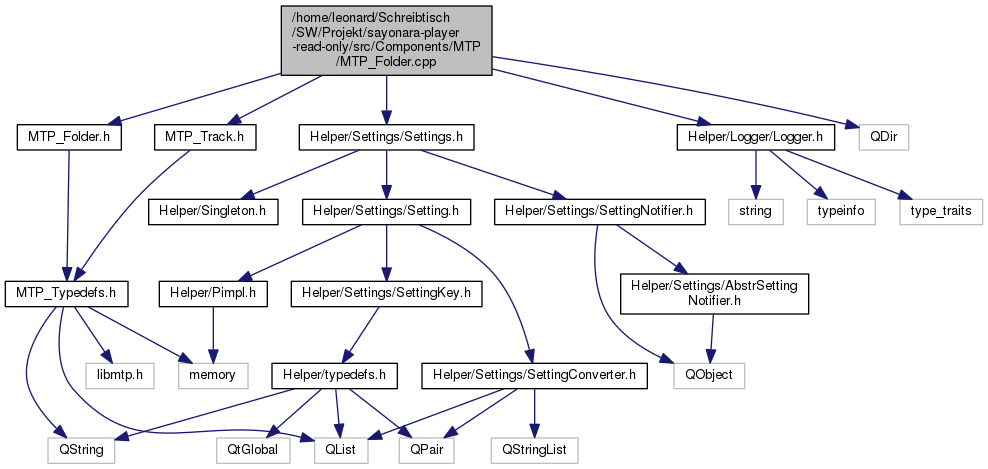 /home/leonard/Schreibtisch
/SW/Projekt/sayonara-player
-read-only/src/Components/MTP
/MTP_Folder.cpp
MTP_Folder.h
MTP_Track.h
Helper/Settings/Settings.h
Helper/Logger/Logger.h
QDir
Helper/Singleton.h
Helper/Settings/Setting.h
Helper/Settings/SettingNotifier.h
string
typeinfo
type_traits
MTP_Typedefs.h
Helper/Pimpl.h
Helper/Settings/SettingKey.h
Helper/Settings/AbstrSetting
Notifier.h
libmtp.h
memory
Helper/typedefs.h
Helper/Settings/SettingConverter.h
QObject
QString
QtGlobal
QList
QPair
QStringList